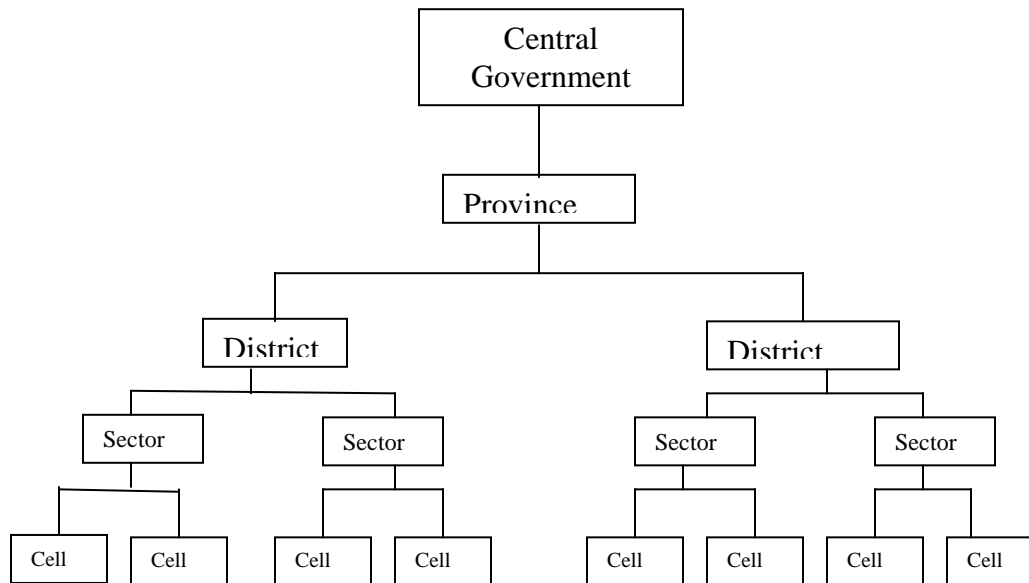 Central
Government
Province
District
District
Sector
Sector
Sector
Sector
Cell
Cell
Cell
Cell
Cell
Cell
Cell
Cell